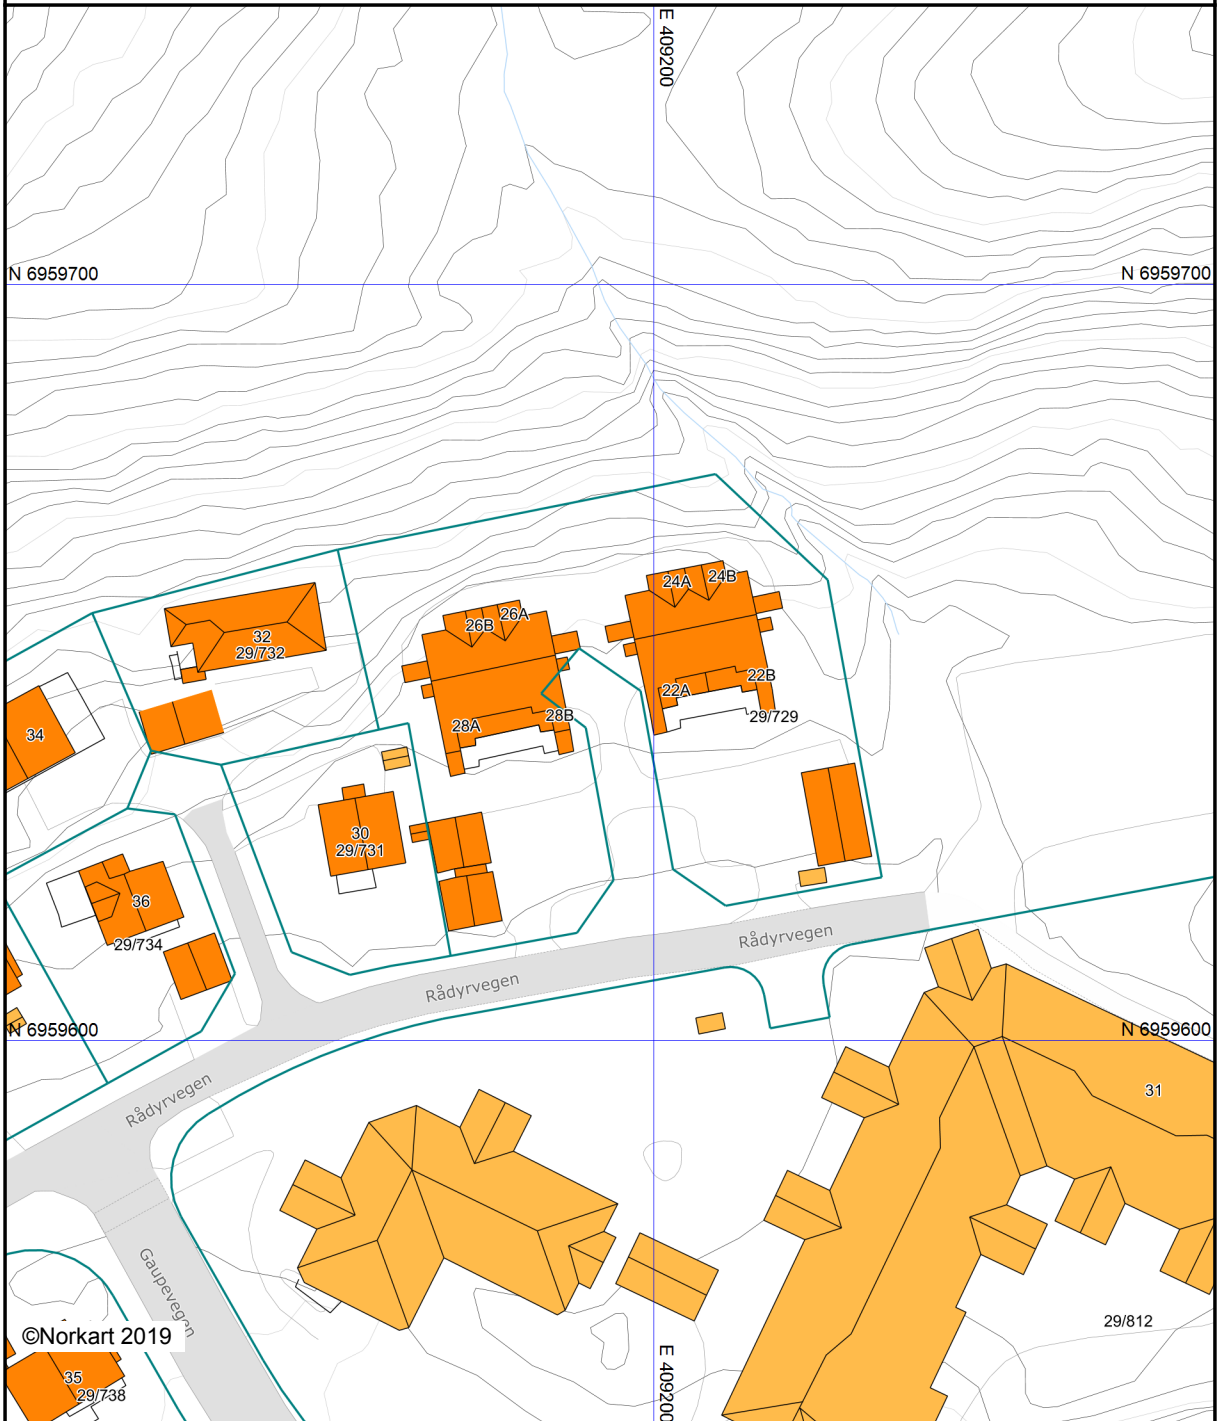 E 409200
N 6959700
N 6959700
24A
24B
26A
26B
32
29/732
22B
22A
29/729
28B
28A
34
30
29/731
36
29/734
Rådyrvegen
Rådyrvegen
N 6959600
N 6959600
Rådyrvegen
31
Gaupevegen
29/812
©Norkart 2019
35
29/738
E 409200